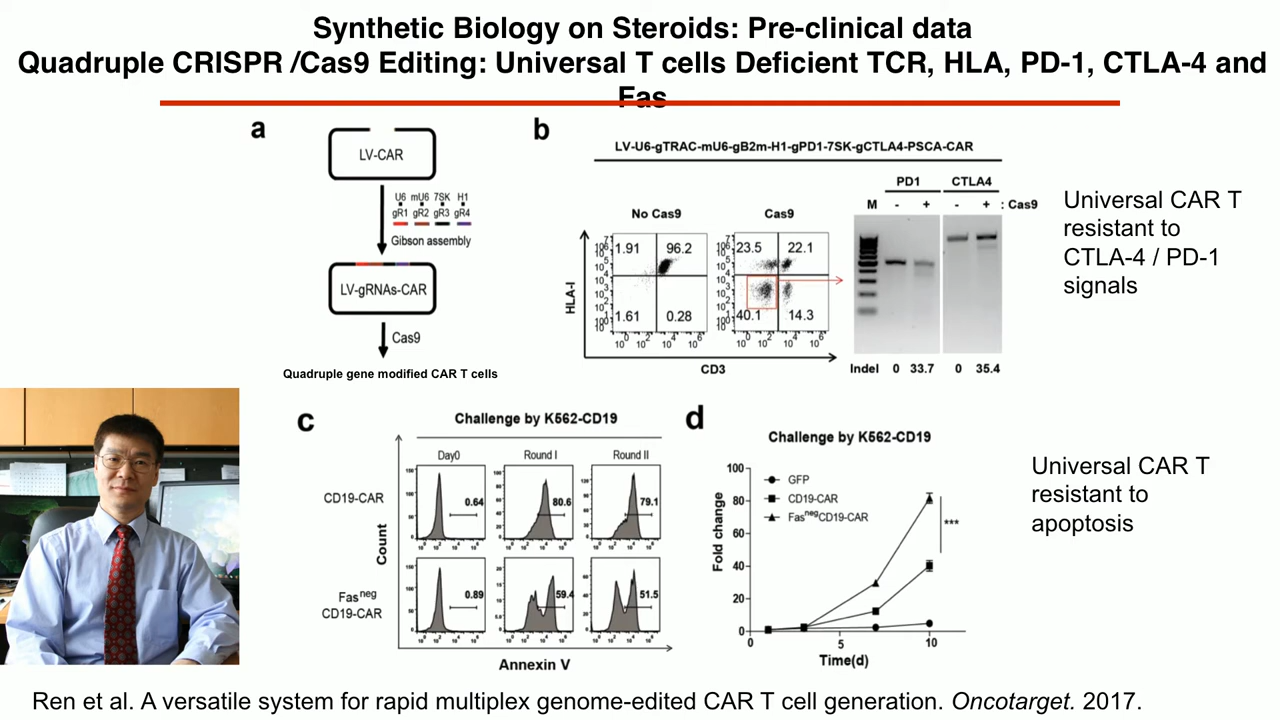 Synthetic Biology on Steroids: Pre-clinical data
Quadruple CRISPR /Cas9 Editing: Universal T cells Deficient TCR, HLA, PD-1, CTLA-4 and
Fas
a
LV-CAR
U6 mU6 7SK H1
gR1 gR2 gR3 gR4
Gibson assembly
LV-gRNAs-CAR
Cas9
Quadruple gene modified CAR T cells
b
LV-U6-gTRAC-mU6-gB2m-H1-gPD1-7SK-gCTLA4-PSCA-CAR
No Cas9
1.91 96.2
1.61 0.28
Cas9
23.5 22.1
40.1 14.3
HLA-I
CD3
PD1 CTLA4
M - + - + : Cas9
Indel 0 33.7 0 35.4
Universal CAR T
resistant to
CTLA-4 / PD-1
signals
c
Challenge by K562-CD19
Day0 Round I Round II
CD19-CAR
0.64 80.6 79.1
Fas neg
CD19-CAR
0.89 59.4 51.5
Count
Annexin V
d
Challenge by K562-CD19
GFP
CD19-CAR
FasnegCD19-CAR
***
Fold change
100
80
60
40
20
0
0 5 10
Time(d)
Universal CAR T
resistant to
apoptosis
Ren et al. A versatile system for rapid multiplex genome-edited CAR T cell generation. Oncotarget. 2017.